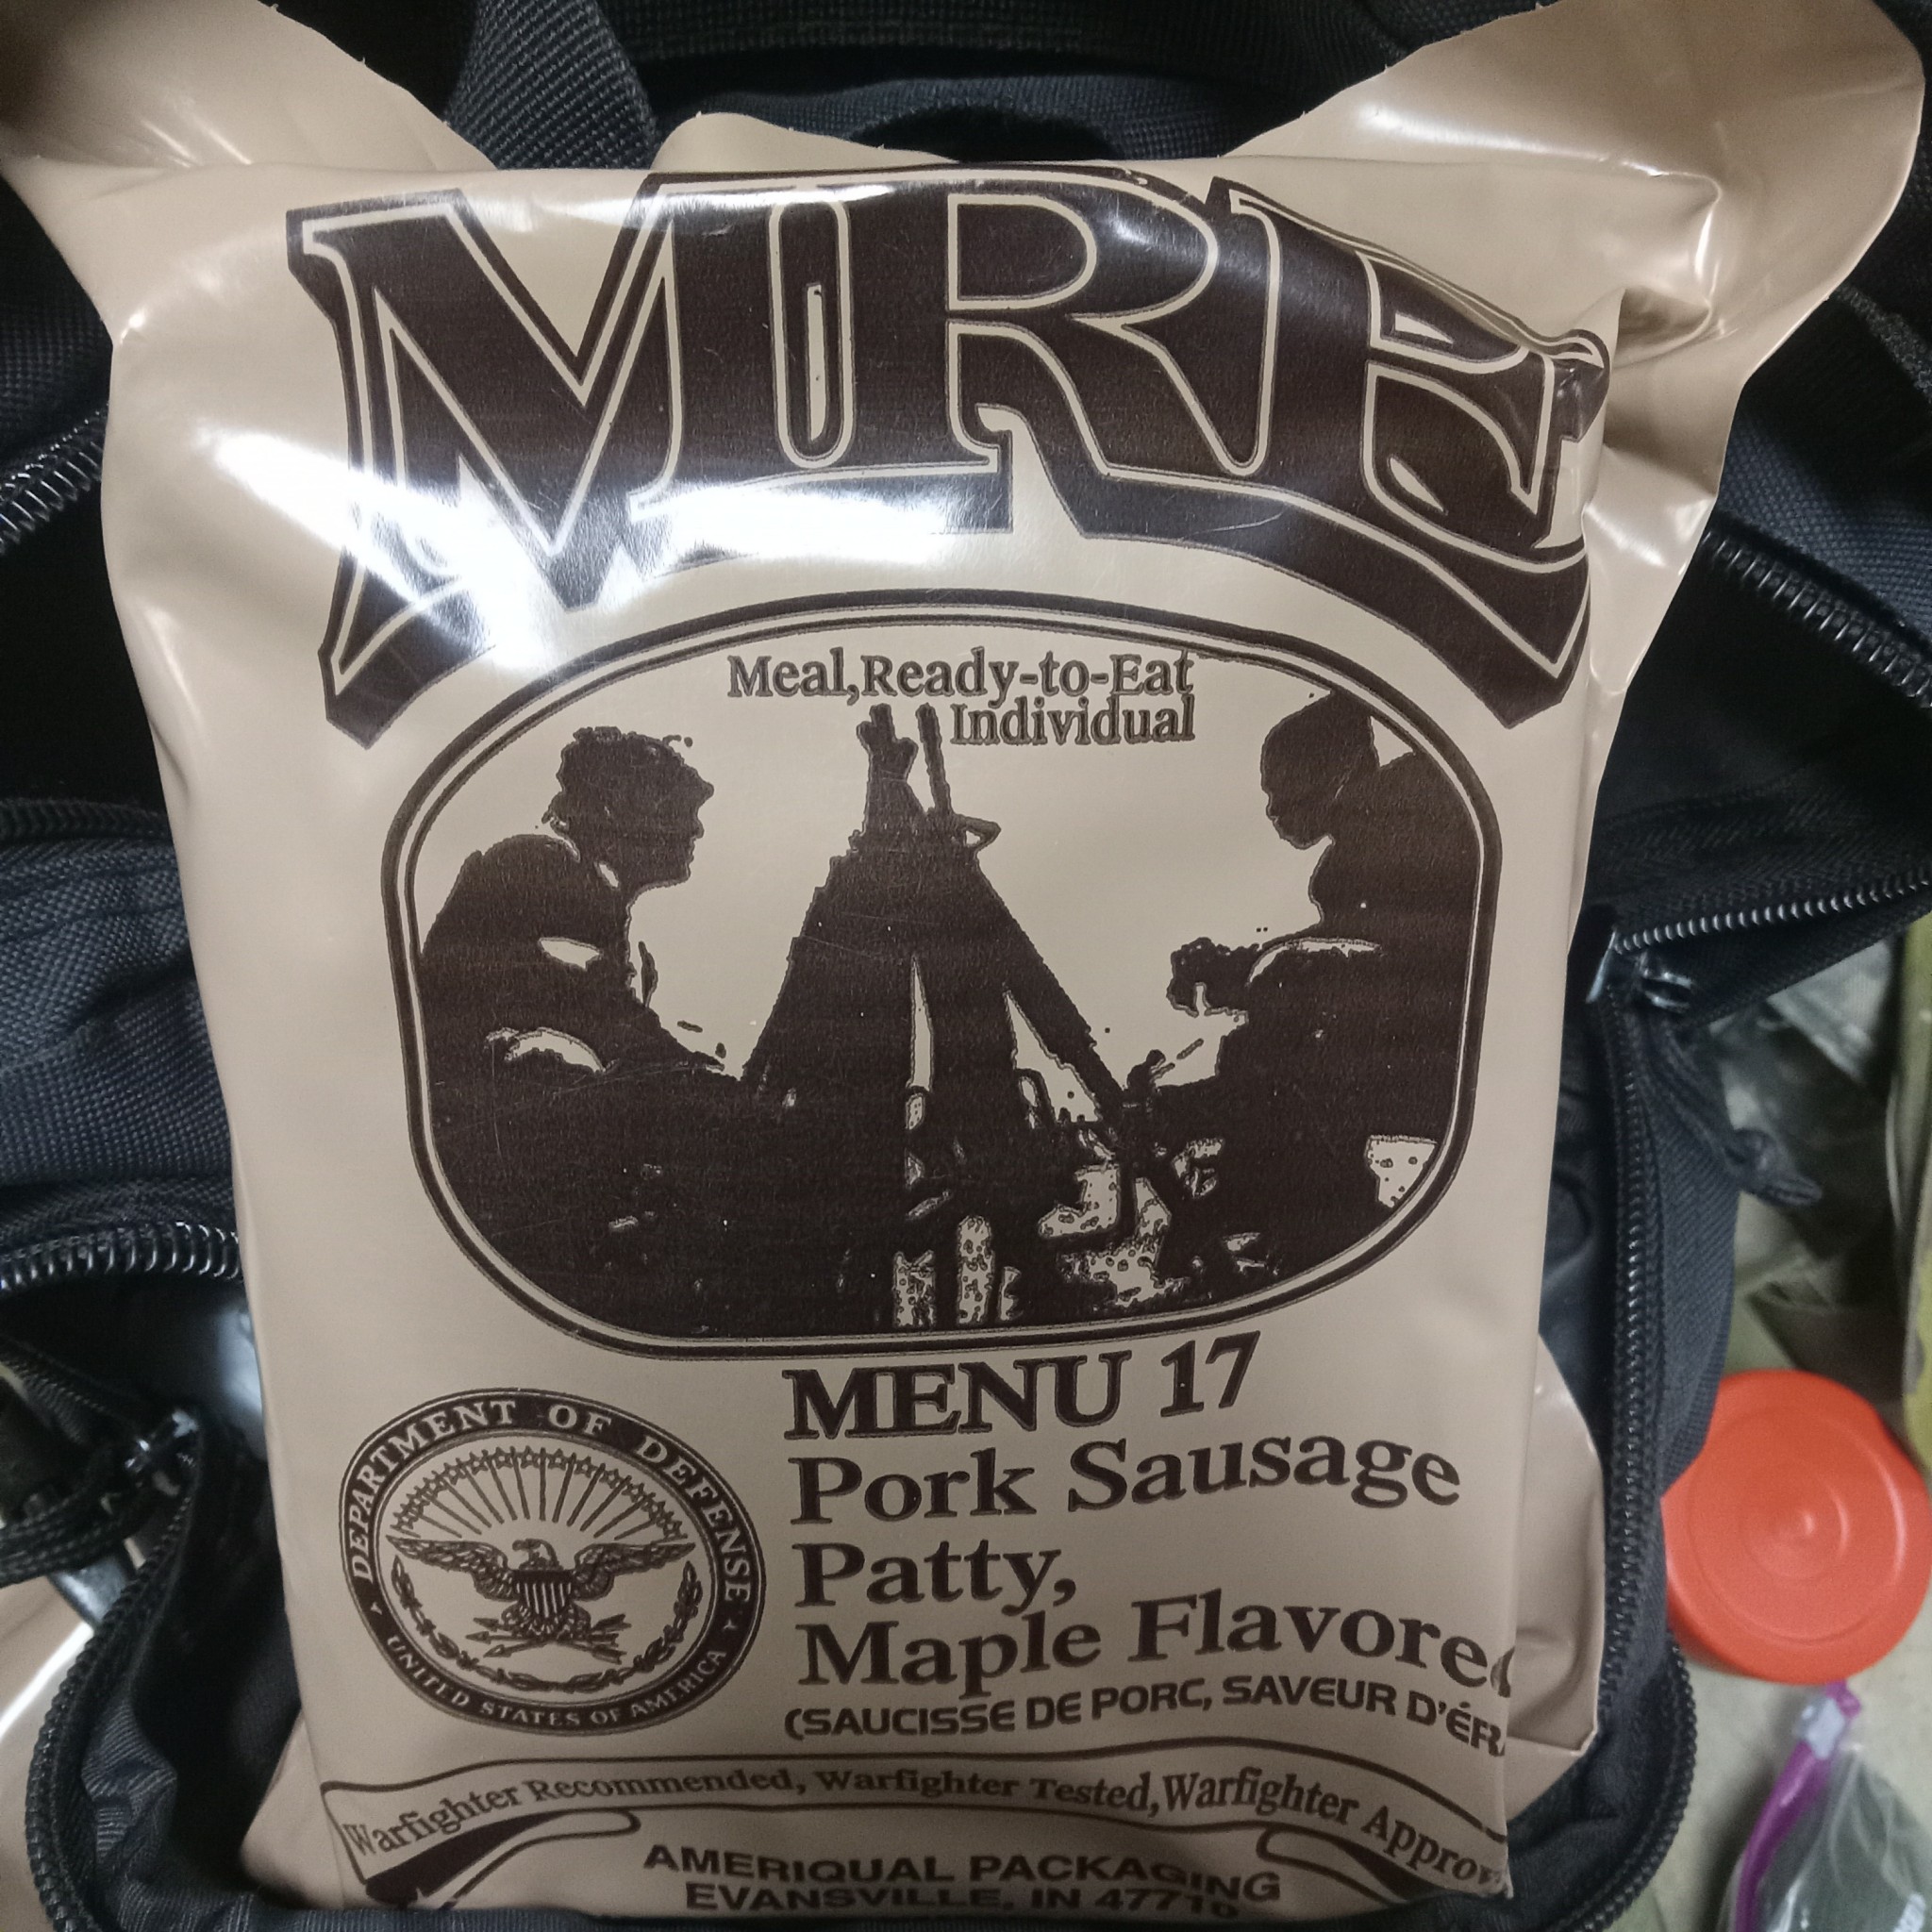 MRE
Meal,Ready-to-Eat
Individual
MENU 17
Pork Sausage
Patty,
Maple Flavored
(SAUCISSE DE PORC, SAVEUR D'ÉR
DEPARTMENT OF DEFENSE
UNITED STATES OF AMERICA
Warfighter Recommended, Warfighter Tested, Warfighter Approv
AMERIQUAL PACKAGING
EVANSVILLE, IN 47710